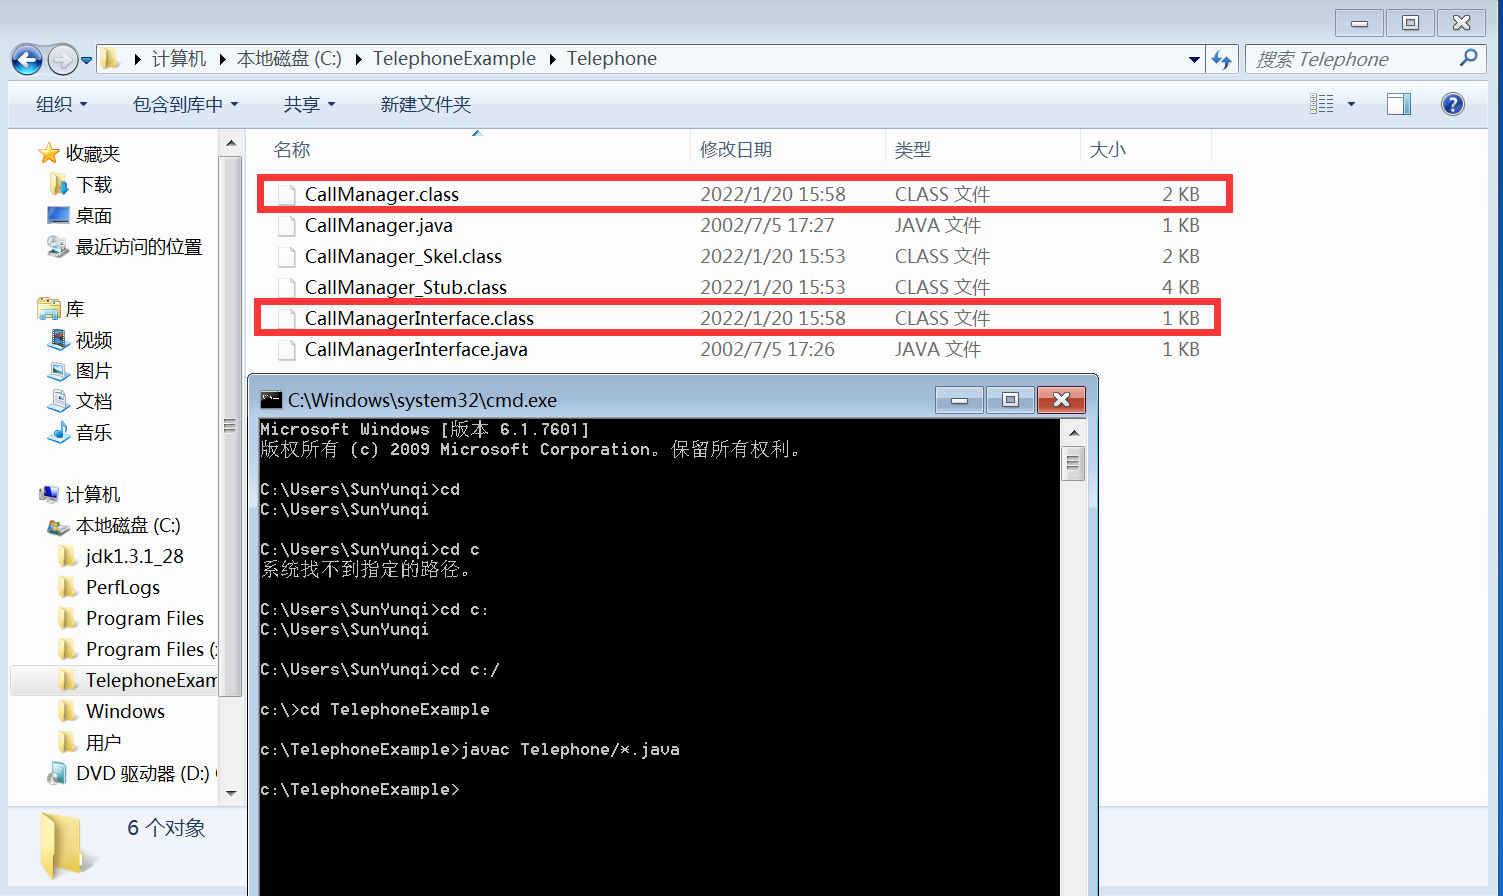 计算机 本地磁盘 (C:) TelephoneExample Telephone
搜索 Telephone
组织 包含到库中 共享 新建文件夹
名称 修改日期 类型 大小
收藏夹
下载
桌面
最近访问的位置
库
视频
图片
文档
音乐
计算机
本地磁盘 (C:)
jdk1.3.1_28
PerfLogs
Program Files
Program Files (
TelephoneExam
Windows
用户
DVD 驱动器 (D:)
CallManager.class 2022/1/20 15:58 CLASS 文件 2 KB
CallManager.java 2002/7/5 17:27 JAVA 文件 1 KB
CallManager_Skel.class 2022/1/20 15:53 CLASS 文件 2 KB
CallManager_Stub.class 2022/1/20 15:53 CLASS 文件 4 KB
CallManagerInterface.class 2022/1/20 15:58 CLASS 文件 1 KB
CallManagerInterface.java 2002/7/5 17:26 JAVA 文件 1 KB
C:\Windows\system32\cmd.exe
Microsoft Windows [版本 6.1.7601]
版权所有 (c) 2009 Microsoft Corporation。保留所有权利。
C:\Users\SunYunqi>cd
C:\Users\SunYunqi
C:\Users\SunYunqi>cd c
系统找不到指定的路径。
C:\Users\SunYunqi>cd c:
C:\Users\SunYunqi
C:\Users\SunYunqi>cd c:/
c:\>cd TelephoneExample
c:\TelephoneExample>javac Telephone/*.java
c:\TelephoneExample>
6 个对象